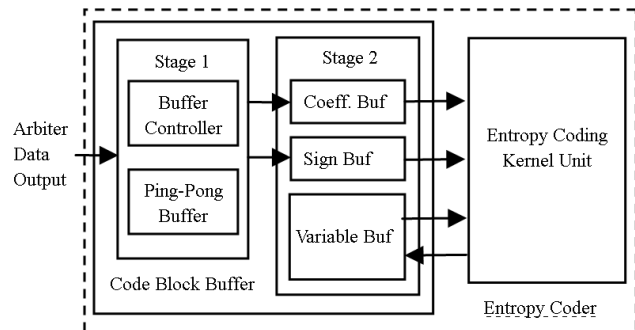 Stage 1
Stage 2
Buffer
Controller
Coeff. Buf
Arbiter
Data
Output
Entropy Coding
Kernel Unit
Sign Buf
Ping-Pong
Buffer
Variable Buf
Code Block Buffer
Entropy Coder